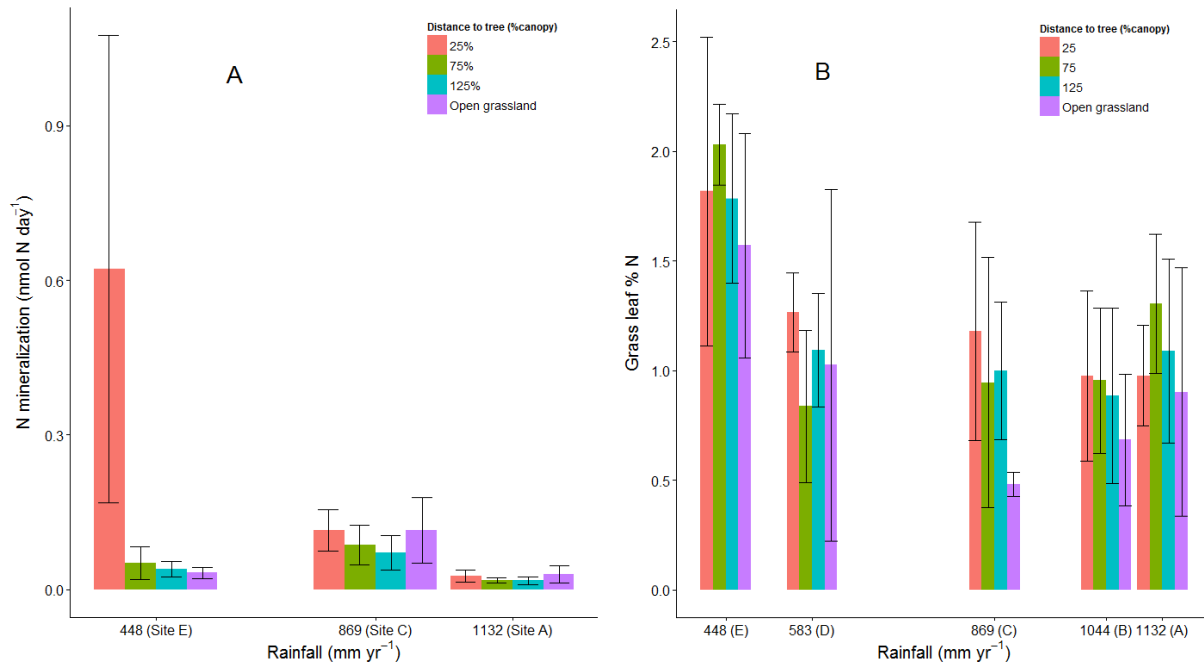 A
Distance to tree (%canopy)
25%
75%
125%
Open grassland
N mineralization (nmol N day⁻¹)
0.9
0.6
0.3
0.0
448 (Site E)
869 (Site C)
1132 (Site A)
Rainfall (mm yr⁻¹)
B
Distance to tree (%canopy)
25
75
125
Open grassland
Grass leaf % N
2.5
2.0
1.5
1.0
0.5
0.0
448 (E)
583 (D)
869 (C)
1044 (B)
1132 (A)
Rainfall (mm yr⁻¹)